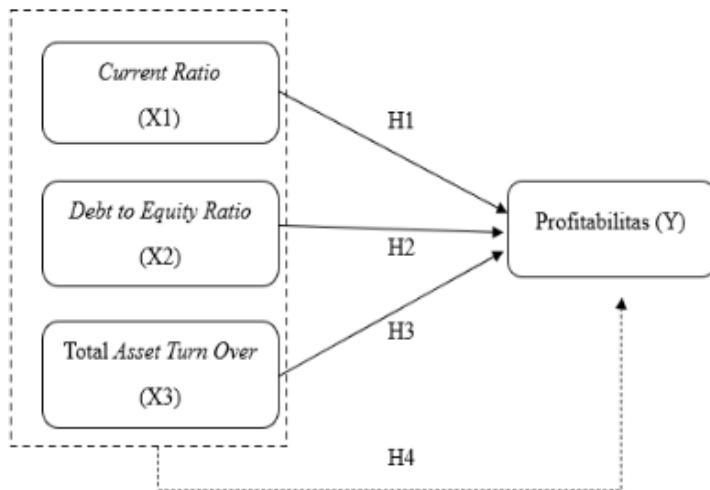 Current Ratio
(X1)
H1
Debt to Equity Ratio
(X2)
H2
Profitabilitas (Y)
Total Asset Turn Over
(X3)
H3
H4